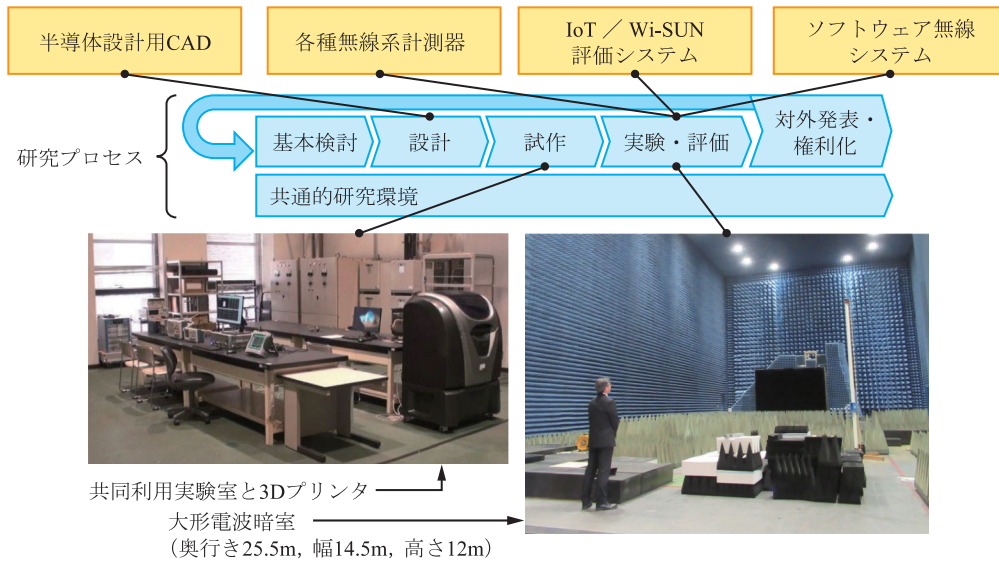 半導体設計用CAD
各種無線系計測器
IoT ／ Wi-SUN
評価システム
ソフトウェア無線
システム
研究プロセス
基本検討
設計
試作
実験・評価
対外発表・
権利化
共通的研究環境
共同利用実験室と3Dプリンタ
大形電波暗室
（奥行き25.5m, 幅14.5m, 高さ12m）